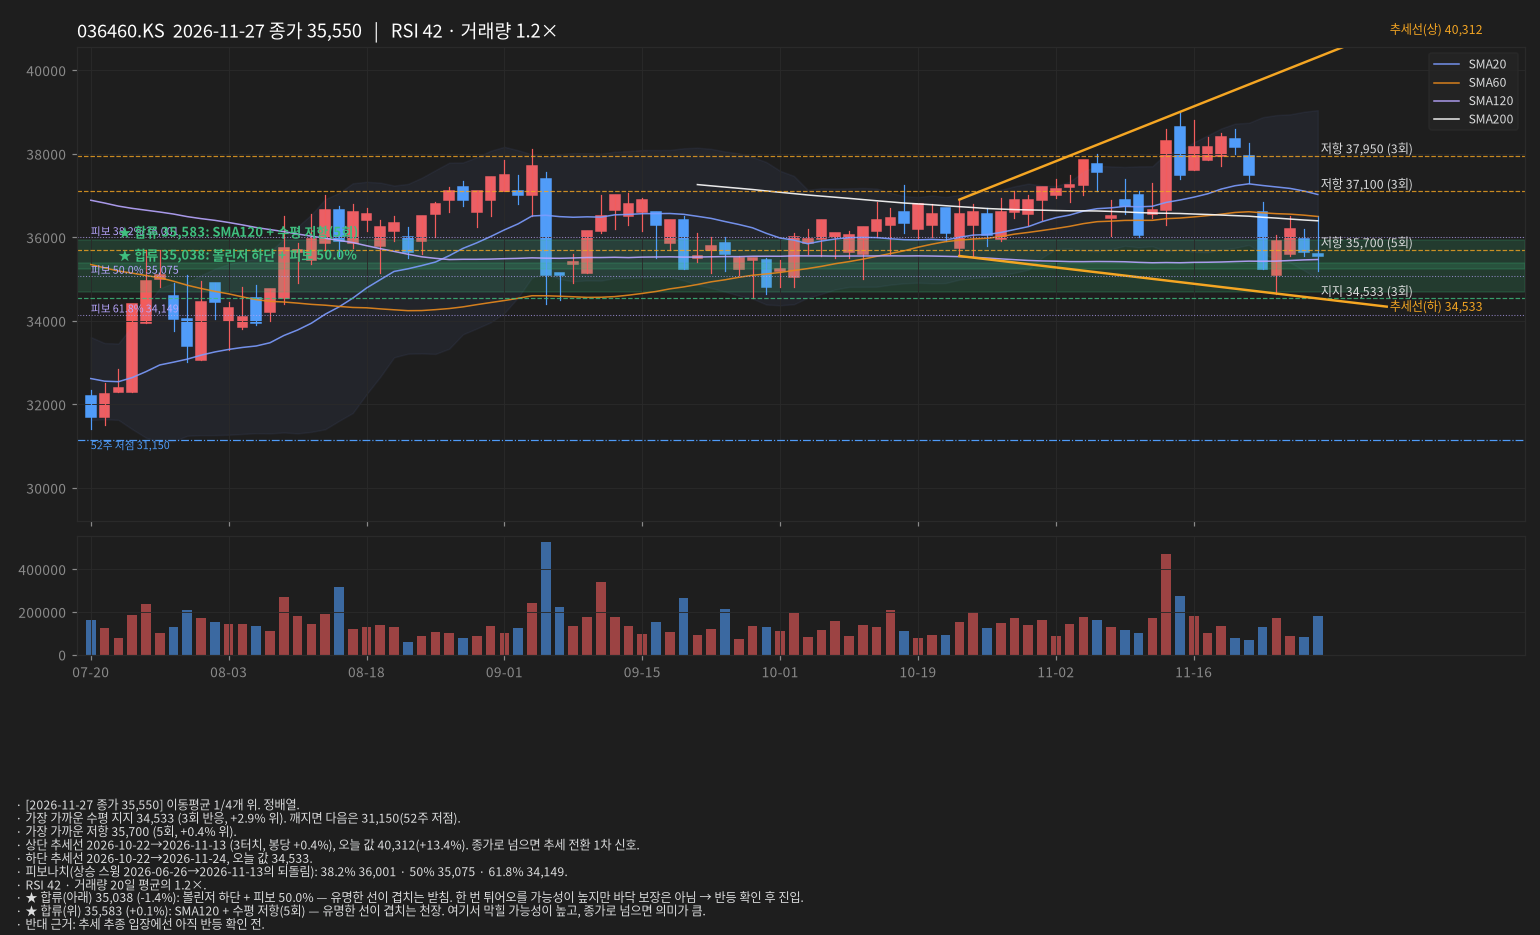 036460.KS 2026-11-27 종가 35,550 | RSI 42 · 거래량 1.2×
추세선(상) 40,312
SMA20
SMA60
SMA120
SMA200
40000
38000
36000
34000
32000
30000
저항 37,950 (3회)
저항 37,100 (3회)
저항 35,700 (5회)
지지 34,533 (3회)
추세선(하) 34,533
★ 합류 35,583: SMA120 + 수평 저항(5회)
★ 합류 35,038: 볼린저 하단 + 피보 50.0%
피보 50.0% 35,075
피보 61.8% 34,149
52주 저점 31,150
400000
200000
0
07-20
08-03
08-18
09-01
09-15
10-01
10-19
11-02
11-16
· [2026-11-27 종가 35,550] 이동평균 1/4개 위. 정배열.
· 가장 가까운 수평 지지 34,533 (3회 반응, +2.9% 위). 깨지면 다음은 31,150(52주 저점).
· 가장 가까운 저항 35,700 (5회, +0.4% 위).
· 상단 추세선 2026-10-22→2026-11-13 (3터치, 봉당 +0.4%), 오늘 값 40,312(+13.4%). 종가로 넘으면 추세 전환 1차 신호.
· 하단 추세선 2026-10-22→2026-11-24, 오늘 값 34,533.
· 피보나치(상승 스윙 2026-06-26→2026-11-13의 되돌림): 38.2% 36,001 · 50% 35,075 · 61.8% 34,149.
· RSI 42 · 거래량 20일 평균의 1.2×.
· ★ 합류(아래) 35,038 (-1.4%): 볼린저 하단 + 피보 50.0% — 유명한 선이 겹치는 받침. 한 번 튀어오를 가능성이 높지만 바닥 보장은 아님 → 반등 확인 후 진입.
· ★ 합류(위) 35,583 (+0.1%): SMA120 + 수평 저항(5회) — 유명한 선이 겹치는 천장. 여기서 막힐 가능성이 높고, 종가로 넘으면 의미가 큼.
· 반대 근거: 추세 추종 입장에선 아직 반등 확인 전.